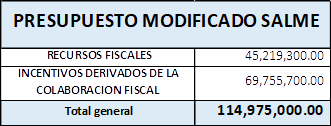 PRESUPUESTO MODIFICADO SALME
RECURSOS FISCALES 45,219,300.00
INCENTIVOS DERIVADOS DE LA
COLABORACION FISCAL 69,755,700.00
Total general 114,975,000.00